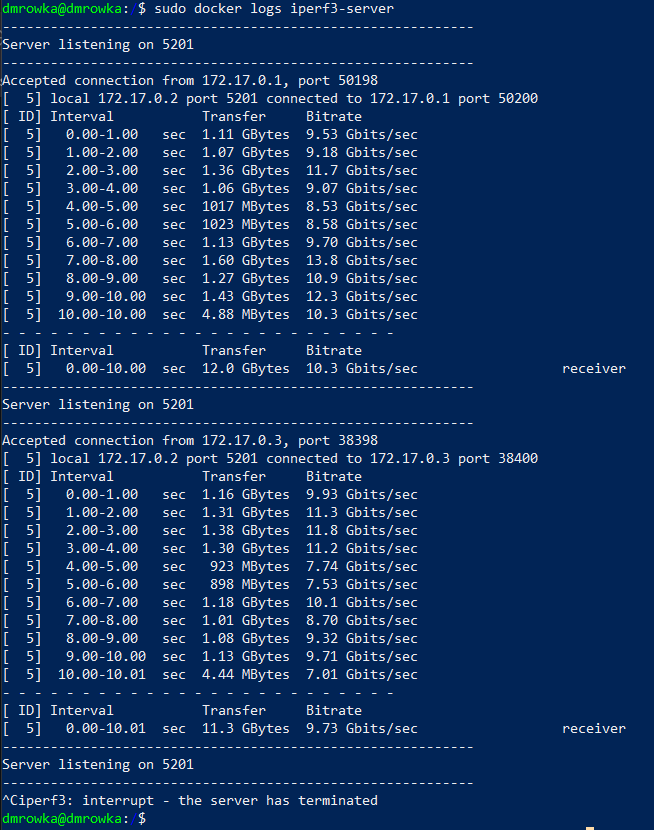 dmrowka@dmrowka: $ sudo docker logs iperf3-server
-----------------------------------------------------------
Server listening on 5201
-----------------------------------------------------------
Accepted connection from 172.17.0.1, port 50198
[  5] local 172.17.0.2 port 5201 connected to 172.17.0.1 port 50200
[ ID] Interval           Transfer     Bitrate
[  5]   0.00-1.00   sec  1.11 GBytes  9.53 Gbits/sec
[  5]   1.00-2.00   sec  1.07 GBytes  9.18 Gbits/sec
[  5]   2.00-3.00   sec  1.36 GBytes  11.7 Gbits/sec
[  5]   3.00-4.00   sec  1.06 GBytes  9.07 Gbits/sec
[  5]   4.00-5.00   sec  1017 MBytes  8.53 Gbits/sec
[  5]   5.00-6.00   sec  1023 MBytes  8.58 Gbits/sec
[  5]   6.00-7.00   sec  1.13 GBytes  9.70 Gbits/sec
[  5]   7.00-8.00   sec  1.60 GBytes  13.8 Gbits/sec
[  5]   8.00-9.00   sec  1.27 GBytes  10.9 Gbits/sec
[  5]   9.00-10.00  sec  1.43 GBytes  12.3 Gbits/sec
[  5]  10.00-10.00  sec  4.88 MBytes  10.3 Gbits/sec
- - - - - - - - - - - - - - - - - - - - - - - - -
[ ID] Interval           Transfer     Bitrate
[  5]   0.00-10.00  sec  12.0 GBytes  10.3 Gbits/sec                  receiver
-----------------------------------------------------------
Server listening on 5201
-----------------------------------------------------------
Accepted connection from 172.17.0.3, port 38398
[  5] local 172.17.0.2 port 5201 connected to 172.17.0.3 port 38400
[ ID] Interval           Transfer     Bitrate
[  5]   0.00-1.00   sec  1.16 GBytes  9.93 Gbits/sec
[  5]   1.00-2.00   sec  1.31 GBytes  11.3 Gbits/sec
[  5]   2.00-3.00   sec  1.38 GBytes  11.8 Gbits/sec
[  5]   3.00-4.00   sec  1.30 GBytes  11.2 Gbits/sec
[  5]   4.00-5.00   sec   923 MBytes  7.74 Gbits/sec
[  5]   5.00-6.00   sec   898 MBytes  7.53 Gbits/sec
[  5]   6.00-7.00   sec  1.18 GBytes  10.1 Gbits/sec
[  5]   7.00-8.00   sec  1.01 GBytes  8.70 Gbits/sec
[  5]   8.00-9.00   sec  1.08 GBytes  9.32 Gbits/sec
[  5]   9.00-10.00  sec  1.13 GBytes  9.71 Gbits/sec
[  5]  10.00-10.01  sec  4.44 MBytes  7.01 Gbits/sec
- - - - - - - - - - - - - - - - - - - - - - - - -
[ ID] Interval           Transfer     Bitrate
[  5]   0.00-10.01  sec  11.3 GBytes  9.73 Gbits/sec                  receiver
-----------------------------------------------------------
Server listening on 5201
-----------------------------------------------------------
^Ciperf3: interrupt - the server has terminated
dmrowka@dmrowka: $